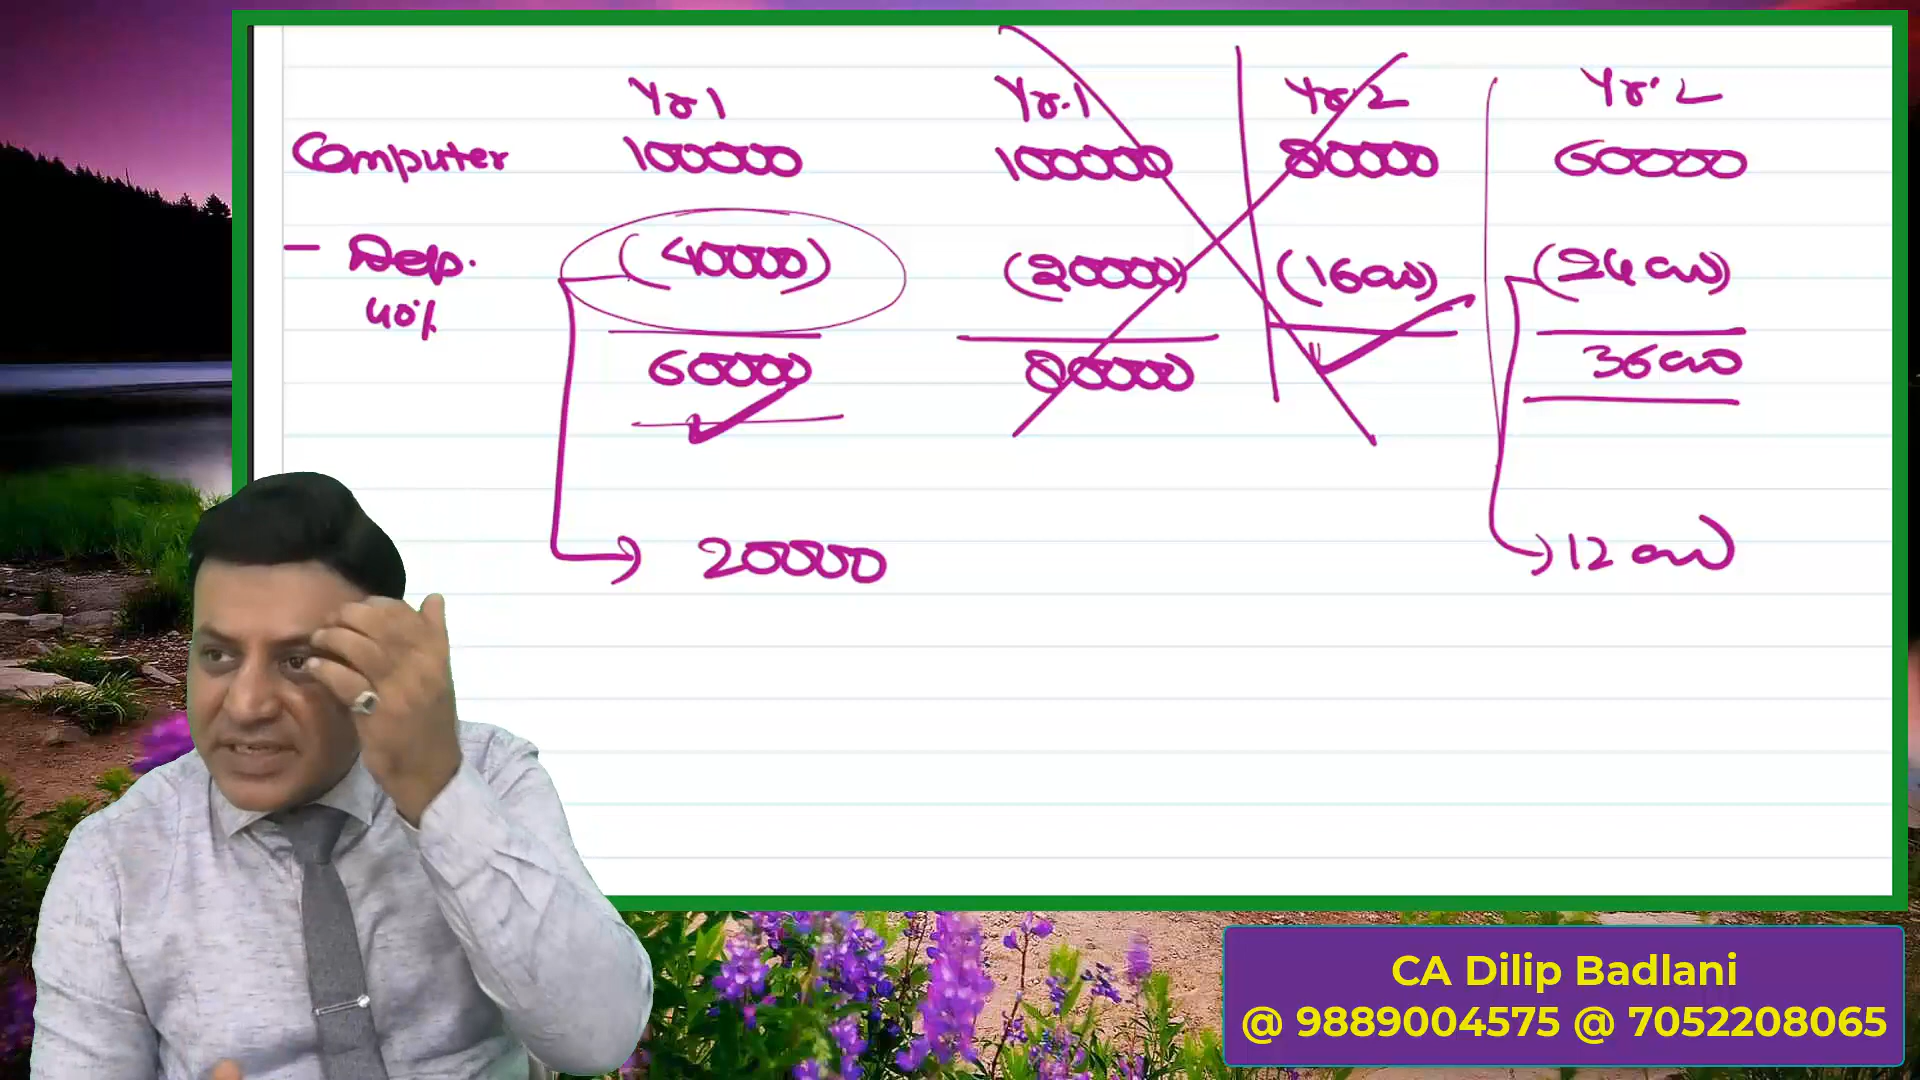 Yr 1 Yr. 1 Yr. 2 Yr. 2
Computer 100000 100000 80000 60000
- Dep. (40000) (20000) (16000) (24000)
40%
60000 80000 36000
20000 12000
CA Dilip Badlani
@ 9889004575 @ 7052208065